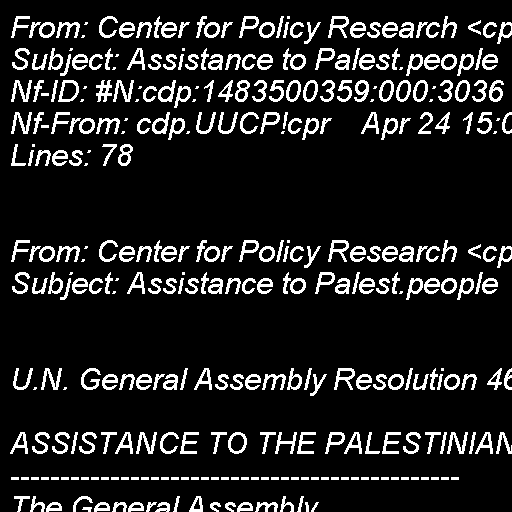 From: Center for Policy Research <cp
Subject: Assistance to Palest.people
Nf-ID: #N:cdp:1483500359:000:3036
Nf-From: cdp.UUCP!cpr    Apr 24 15:0
Lines: 78
From: Center for Policy Research <cp
Subject: Assistance to Palest.people
U.N. General Assembly Resolution 46
ASSISTANCE TO THE PALESTINIAN
---------------------------------------------
The General Assembly